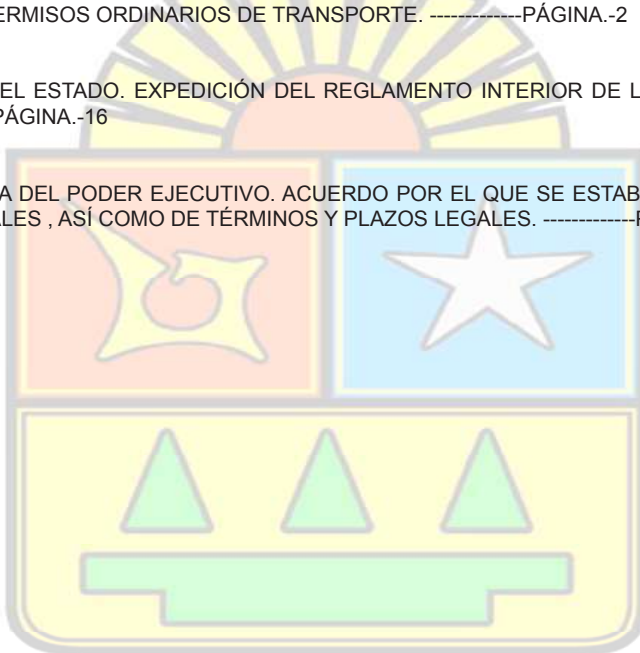 ERMISOS ORDINARIOS DE TRANSPORTE. -------------PÁGINA.-2
EL ESTADO. EXPEDICIÓN DEL REGLAMENTO INTERIOR DE L
PÁGINA.-16
A DEL PODER EJECUTIVO. ACUERDO POR EL QUE SE ESTAB
ALES , ASÍ COMO DE TÉRMINOS Y PLAZOS LEGALES. -------------P